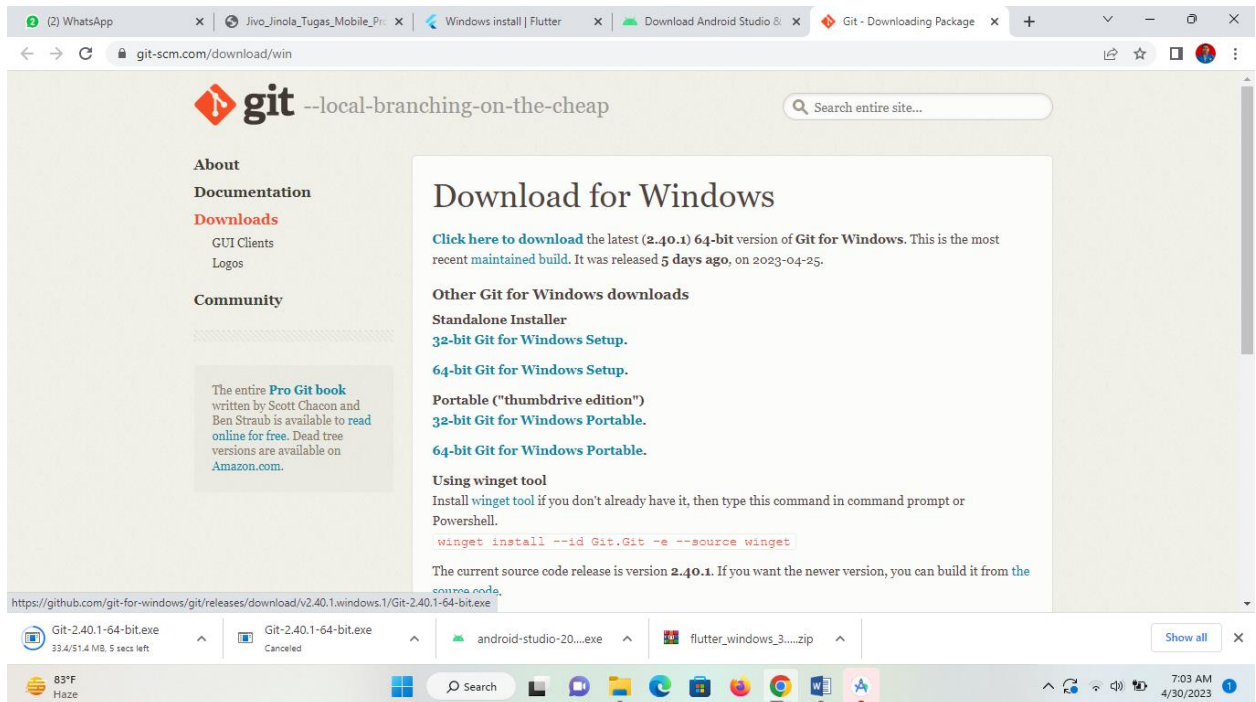 (2) WhatsApp
Jivo_Jinola_Tugas_Mobile_Pro
Windows install | Flutter
Download Android Studio &
Git - Downloading Package
git-scm.com/download/win
git --local-branching-on-the-cheap
Search entire site...
About
Documentation
Downloads
GUI Clients
Logos
Community
The entire Pro Git book
written by Scott Chacon and
Ben Straub is available to read
online for free. Dead tree
versions are available on
Amazon.com.
Download for Windows
Click here to download the latest (2.40.1) 64-bit version of Git for Windows. This is the most
recent maintained build. It was released 5 days ago, on 2023-04-25.
Other Git for Windows downloads
Standalone Installer
32-bit Git for Windows Setup.
64-bit Git for Windows Setup.
Portable ("thumbdrive edition")
32-bit Git for Windows Portable.
64-bit Git for Windows Portable.
Using winget tool
Install winget tool if you don't already have it, then type this command in command prompt or
Powershell.
winget install --id Git.Git -e --source winget
The current source code release is version 2.40.1. If you want the newer version, you can build it from the
source code.
https://github.com/git-for-windows/git/releases/download/v2.40.1.windows.1/Git-2.40.1-64-bit.exe
Git-2.40.1-64-bit.exe
33.4/51.4 MB, 5 secs left
Git-2.40.1-64-bit.exe
Canceled
android-studio-20....exe
flutter_windows_3.....zip
Show all
83°F
Haze
Search
7:03 AM
4/30/2023
1